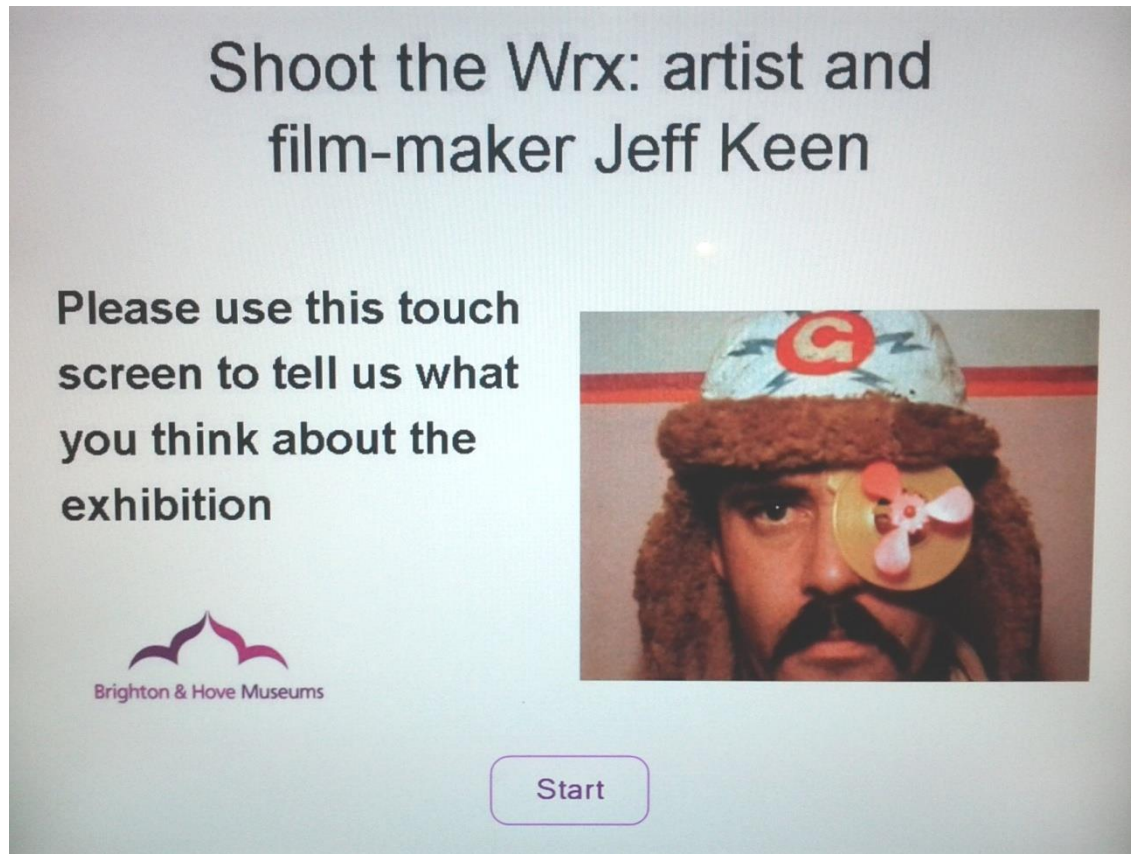 Shoot the Wrx: artist and
film-maker Jeff Keen
Please use this touch
screen to tell us what
you think about the
exhibition
G
Brighton & Hove Museums
Start